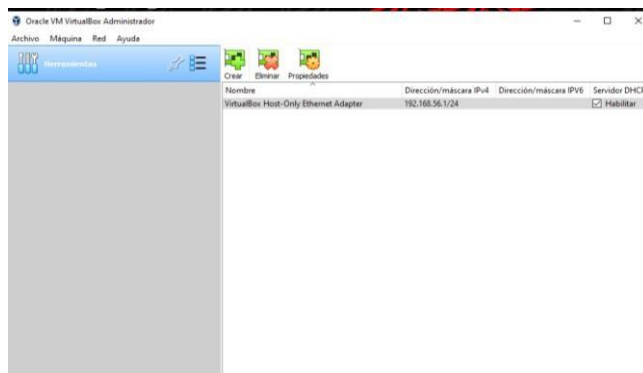 Oracle VM VirtualBox Administrador
Archivo Máquina Red Ayuda
Herramientas
Crear Eliminar Propiedades
Nombre Dirección/máscara IPv4 Dirección/máscara IPV6 Servidor DHCP
VirtualBox Host-Only Ethernet Adapter 192.168.56.1/24 Habilitar